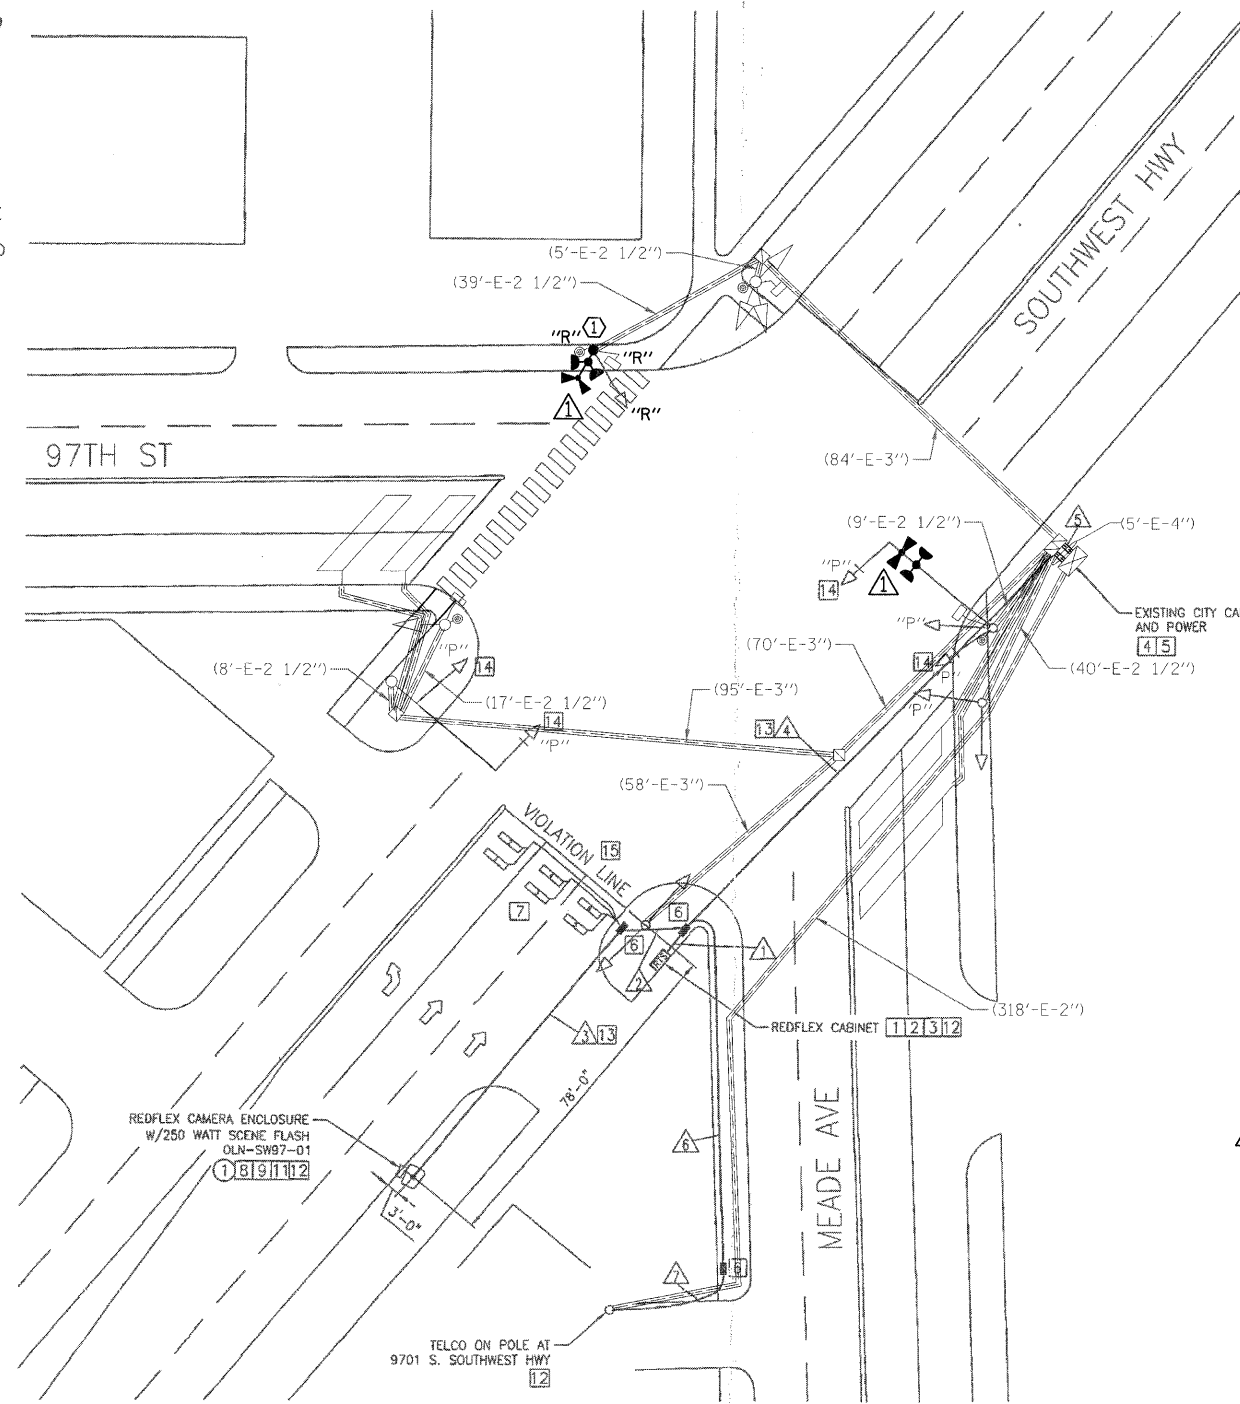 SOUTHWEST HWY
(5'-E-2 1/2")
(39'-E-2 1/2")
"R" 1
"R"
1
"R"
97TH ST
(84'-E-3")
(9'-E-2 1/2")
5
(5'-E-4")
"P"
14
1
EXISTING CITY CA
AND POWER
4 5
"P"
(70'-E-3")
14
"P"
(40'-E-2 1/2")
"P"
14
(8'-E-2 1/2")
(17'-E-2 1/2")
(95'-E-3")
"P"
14
"P"
13 4
(58'-E-3")
VIOLATION LINE
15
7
6
6
RTS
1
2
(318'-E-2")
REDFLEX CABINET 1 2 3 12
3 13
78'-0"
REDFLEX CAMERA ENCLOSURE
W/250 WATT SCENE FLASH
OLN-SW97-01
1 8 9 11 12
3'-0"
6
MEADE AVE
6
7
TELCO ON POLE AT
9701 S. SOUTHWEST HWY
12